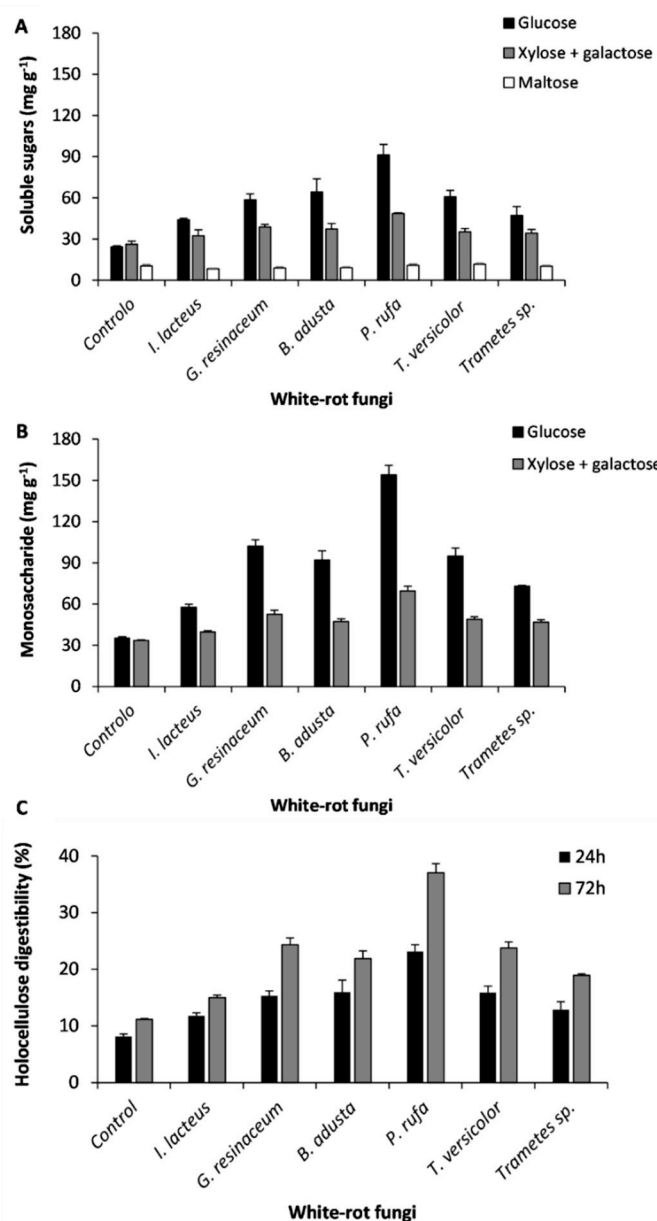 A
Glucose
Xylose + galactose
Maltose
Soluble sugars (mg g⁻¹)
180
150
120
90
60
30
0
Controlo
I. lacteus
G. resinaceum
B. adusta
P. rufa
T. versicolor
Trametes sp.
White-rot fungi
B
Glucose
Xylose + galactose
Monosaccharide (mg g⁻¹)
180
150
120
90
60
30
0
Controlo
I. lacteus
G. resinaceum
B. adusta
P. rufa
T. versicolor
Trametes sp.
White-rot fungi
C
24h
72h
Holocellulose digestibility (%)
40
30
20
10
0
Control
I. lacteus
G. resinaceum
B. adusta
P. rufa
T. versicolor
Trametes sp.
White-rot fungi